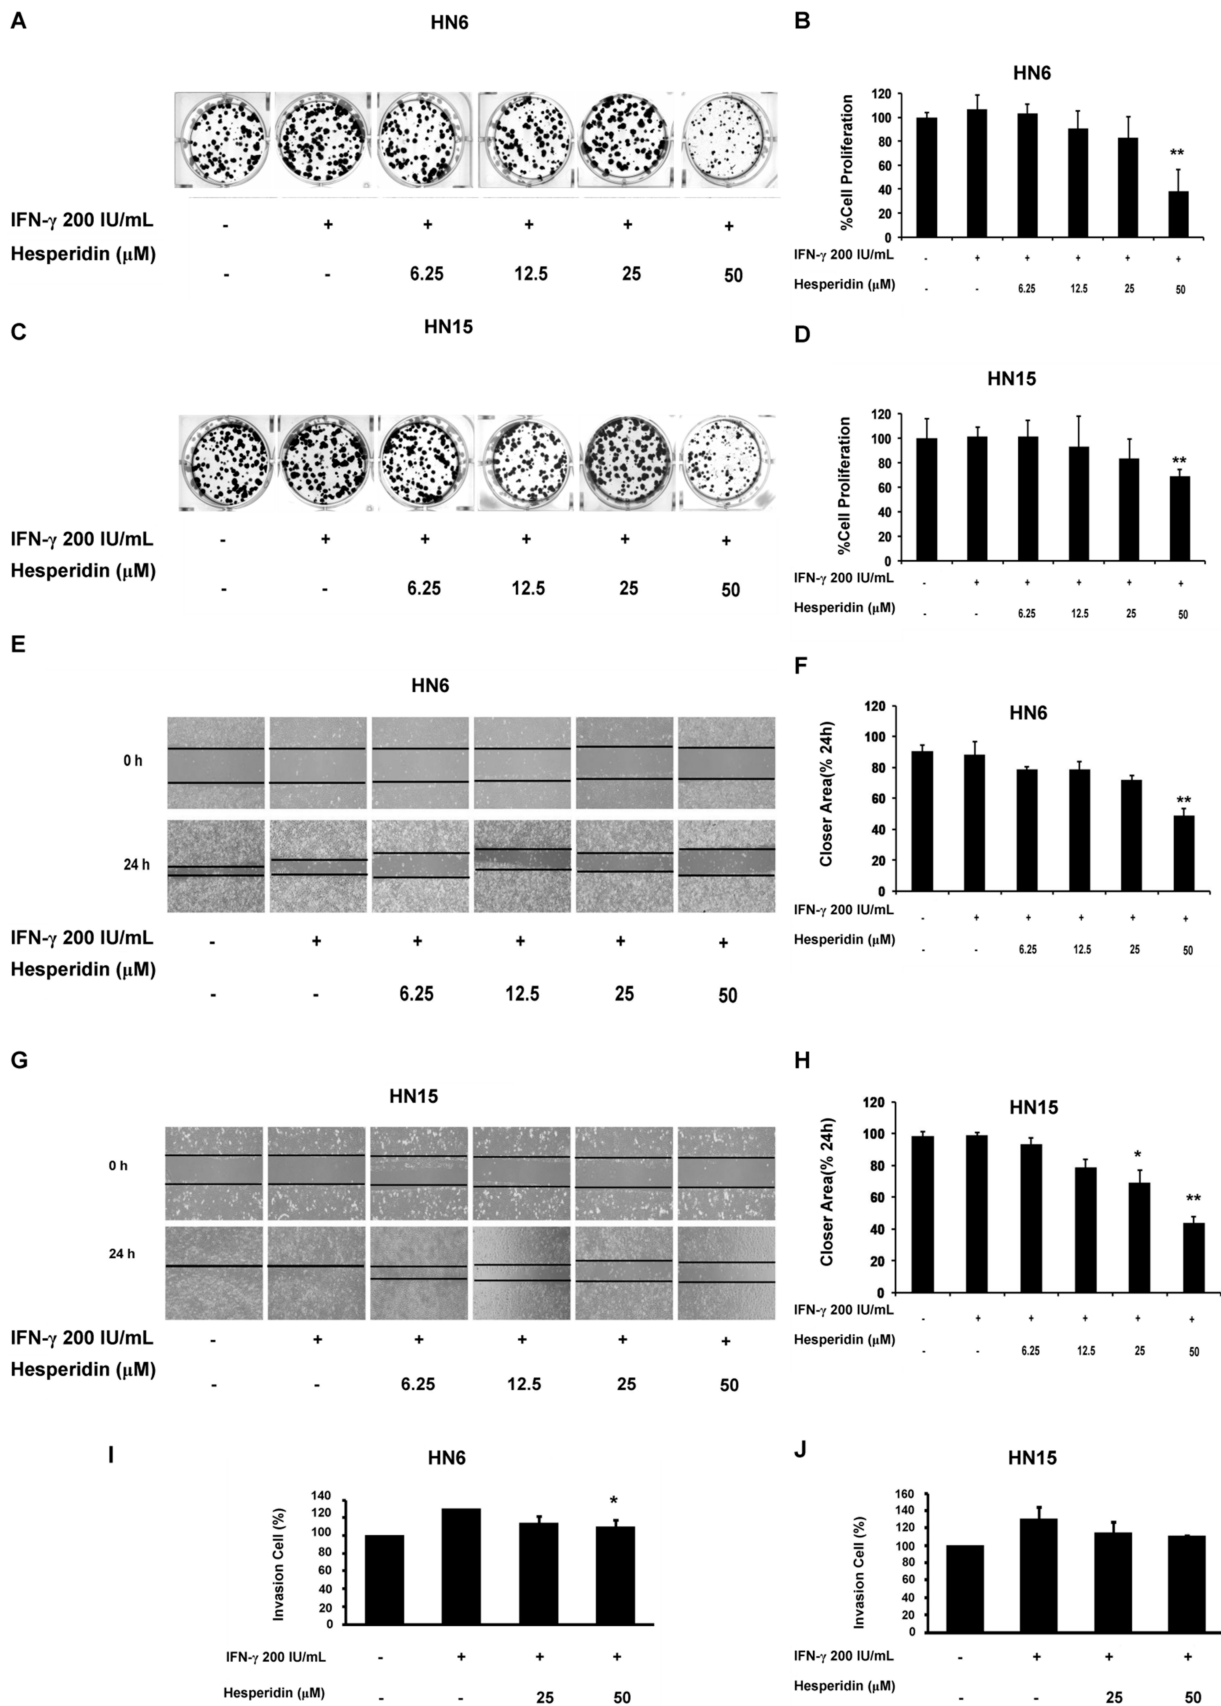 A
HN6
IFN-γ 200 IU/mL - + + + + +
Hesperidin (μM)
- - 6.25 12.5 25 50
B
HN6
%Cell Proliferation
120
100
80
60
40
20
0
**
IFN-γ 200 IU/mL - + + + + +
Hesperidin (μM) - - 6.25 12.5 25 50
C
HN15
IFN-γ 200 IU/mL - + + + + +
Hesperidin (μM)
- - 6.25 12.5 25 50
D
HN15
%Cell Proliferation
120
100
80
60
40
20
0
**
IFN-γ 200 IU/mL - + + + + +
Hesperidin (μM) - - 6.25 12.5 25 50
E
HN6
0 h
24 h
IFN-γ 200 IU/mL - + + + + +
Hesperidin (μM)
- - 6.25 12.5 25 50
F
HN6
Closer Area(% 24h)
120
100
80
60
40
20
0
**
IFN-γ 200 IU/mL - + + + + +
Hesperidin (μM) - - 6.25 12.5 25 50
G
HN15
0 h
24 h
IFN-γ 200 IU/mL - + + + + +
Hesperidin (μM)
- - 6.25 12.5 25 50
H
HN15
Closer Area(% 24h)
120
100
80
60
40
20
0
*
**
IFN-γ 200 IU/mL - + + + + +
Hesperidin (μM) - - 6.25 12.5 25 50
I
HN6
Invasion Cell (%)
140
120
100
80
60
40
20
0
*
IFN-γ 200 IU/mL - + + +
Hesperidin (μM) - - 25 50
J
HN15
Invasion Cell (%)
160
140
120
100
80
60
40
20
0
IFN-γ 200 IU/mL - + + +
Hesperidin (μM) - - 25 50